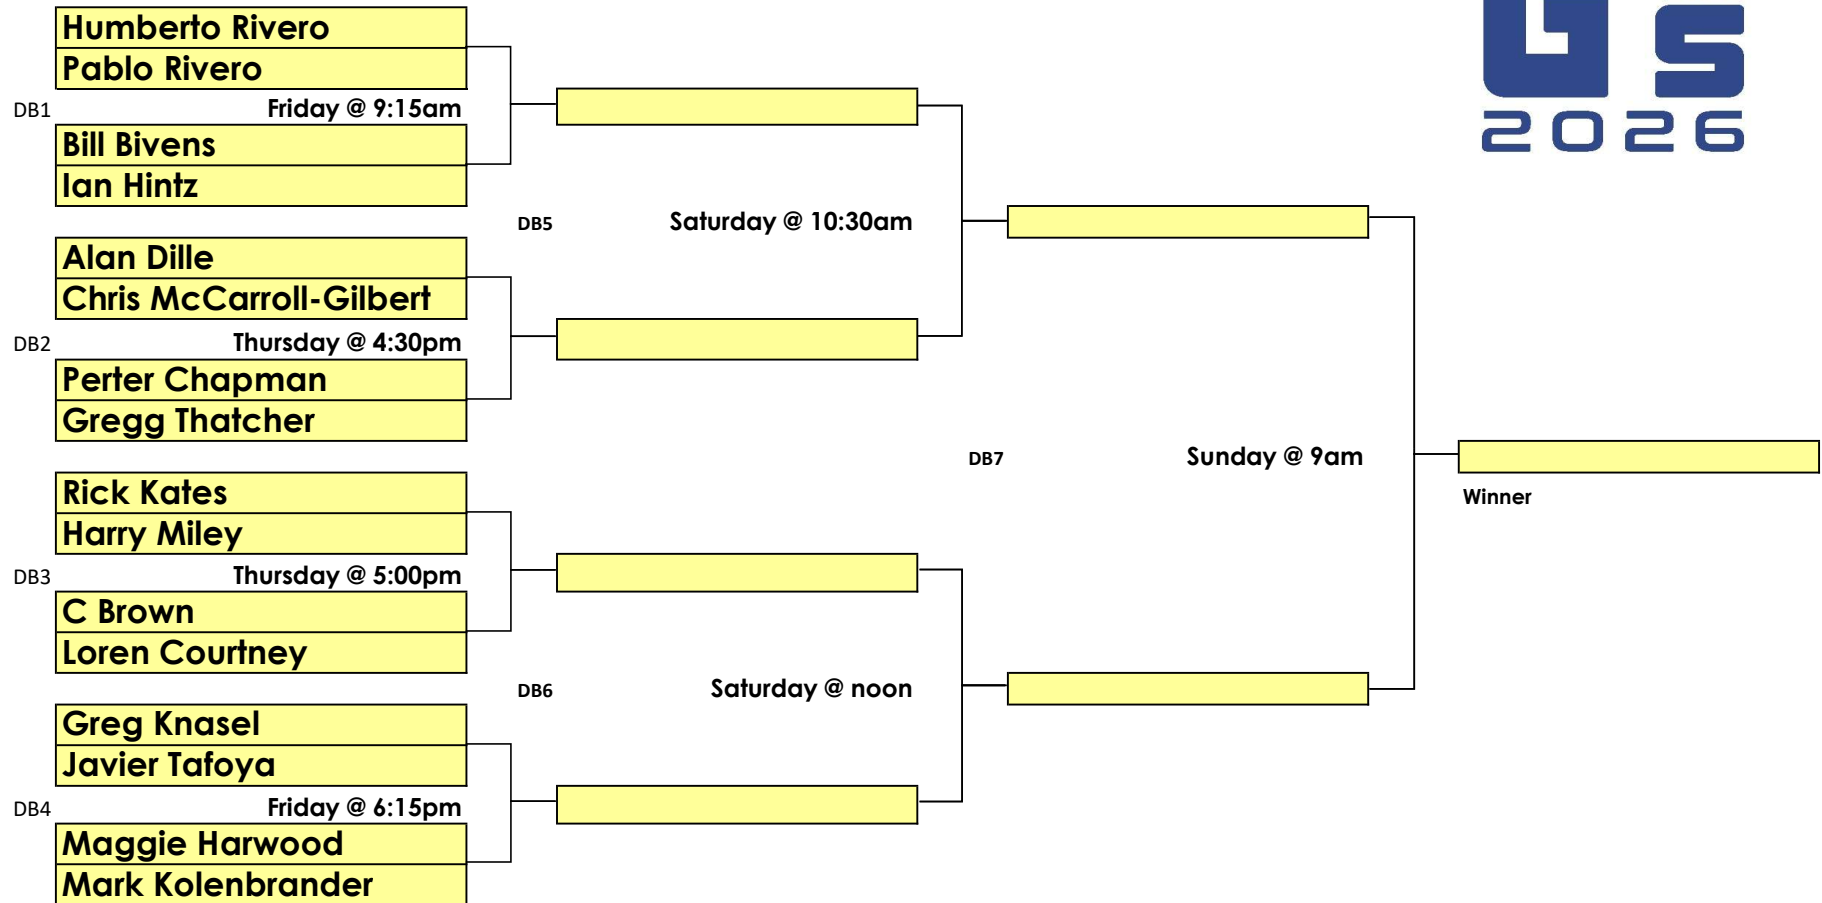 GS
2026
Humberto Rivero
Pablo Rivero
DB1 Friday @ 9:15am
Bill Bivens
Ian Hintz
DB5 Saturday @ 10:30am
Alan Dille
Chris McCarroll-Gilbert
DB2 Thursday @ 4:30pm
Perter Chapman
Gregg Thatcher
DB7 Sunday @ 9am
Winner
Rick Kates
Harry Miley
DB3 Thursday @ 5:00pm
C Brown
Loren Courtney
DB6 Saturday @ noon
Greg Knasel
Javier Tafoya
DB4 Friday @ 6:15pm
Maggie Harwood
Mark Kolenbrander